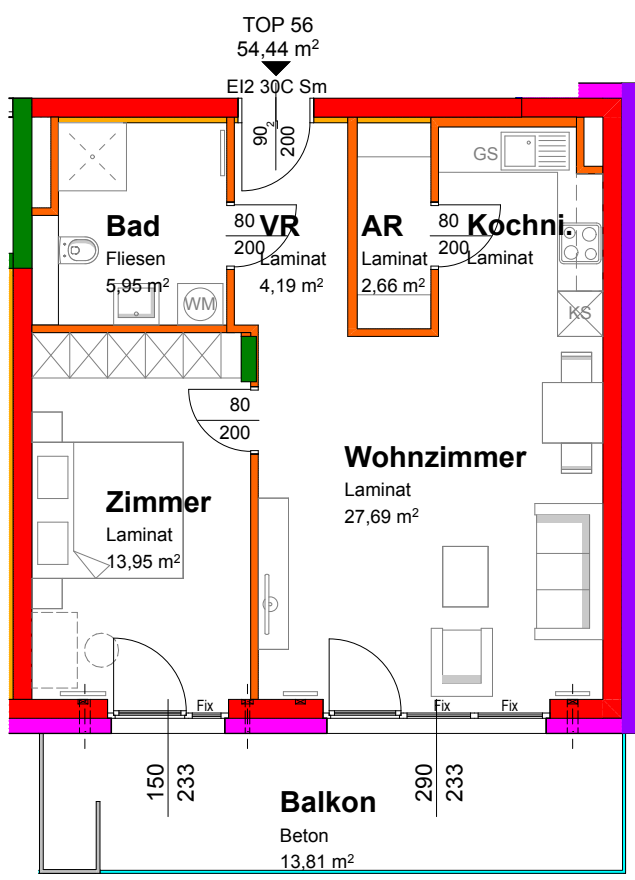 TOP 56
54,44 m²
EI2 30C Sm
90
2
200
GS
Bad
Fliesen
5,95 m²
80
200
VR
Laminat
4,19 m²
AR
Laminat
2,66 m²
80
200
Kochni.
Laminat
WM
KS
80
200
Wohnzimmer
Laminat
27,69 m²
Zimmer
Laminat
13,95 m²
Fix
Fix
Fix
150
233
290
233
Balkon
Beton
13,81 m²